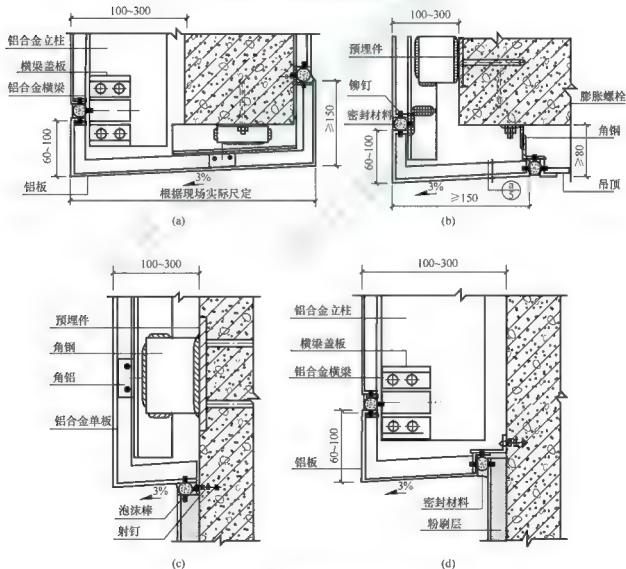 100~300
铝合金立柱
横梁盖板
铝合金横梁
60~100
≥150
铝板
3%
根据现场实际尺定
(a)
100~300
预埋件
铆钉
密封材料
60~100
膨胀螺栓
角钢
≥80
吊顶
3%
≥150
a
5
(b)
100~300
预埋件
角钢
角铝
铝合金单板
3%
泡沫棒
射钉
(c)
100~300
铝合金立柱
横梁盖板
铝合金横梁
60~100
铝板
3%
密封材料
粉刷层
(d)